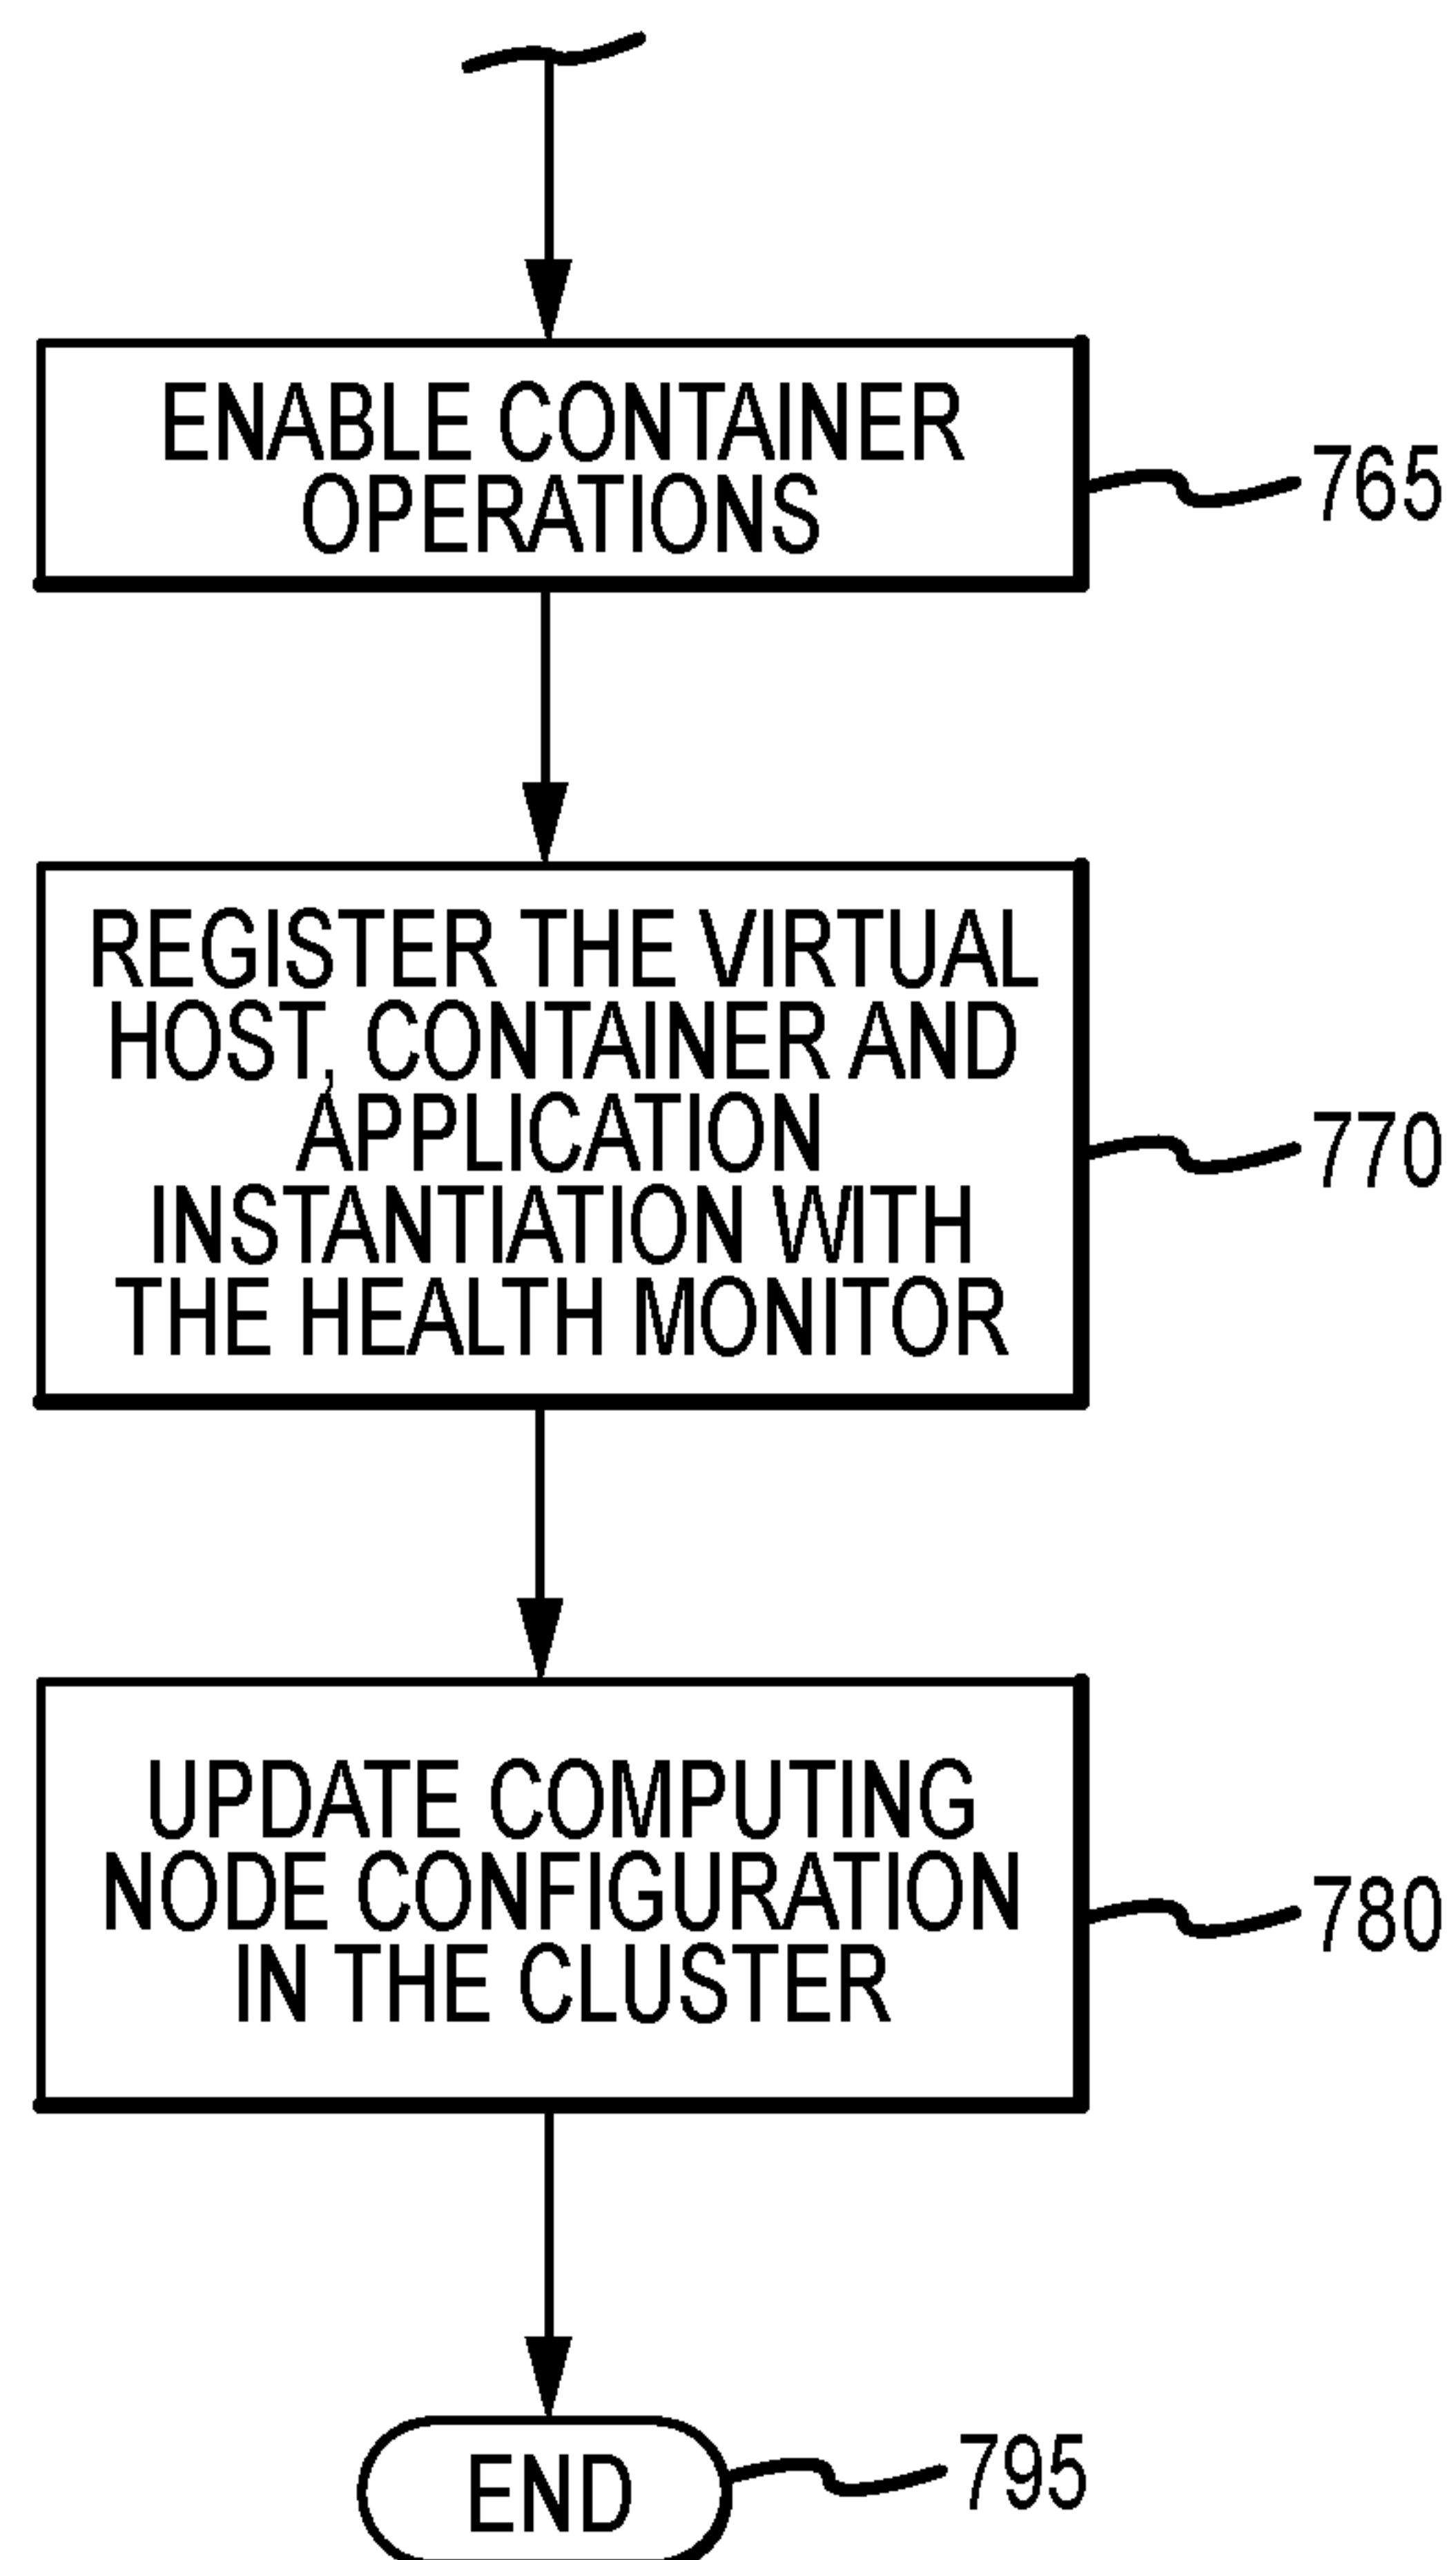 ENABLE CONTAINER
OPERATIONS
765
REGISTER THE VIRTUAL
HOST, CONTAINER AND
APPLICATION
INSTANTIATION WITH
THE HEALTH MONITOR
770
UPDATE COMPUTING
NODE CONFIGURATION
IN THE CLUSTER
780
END
795